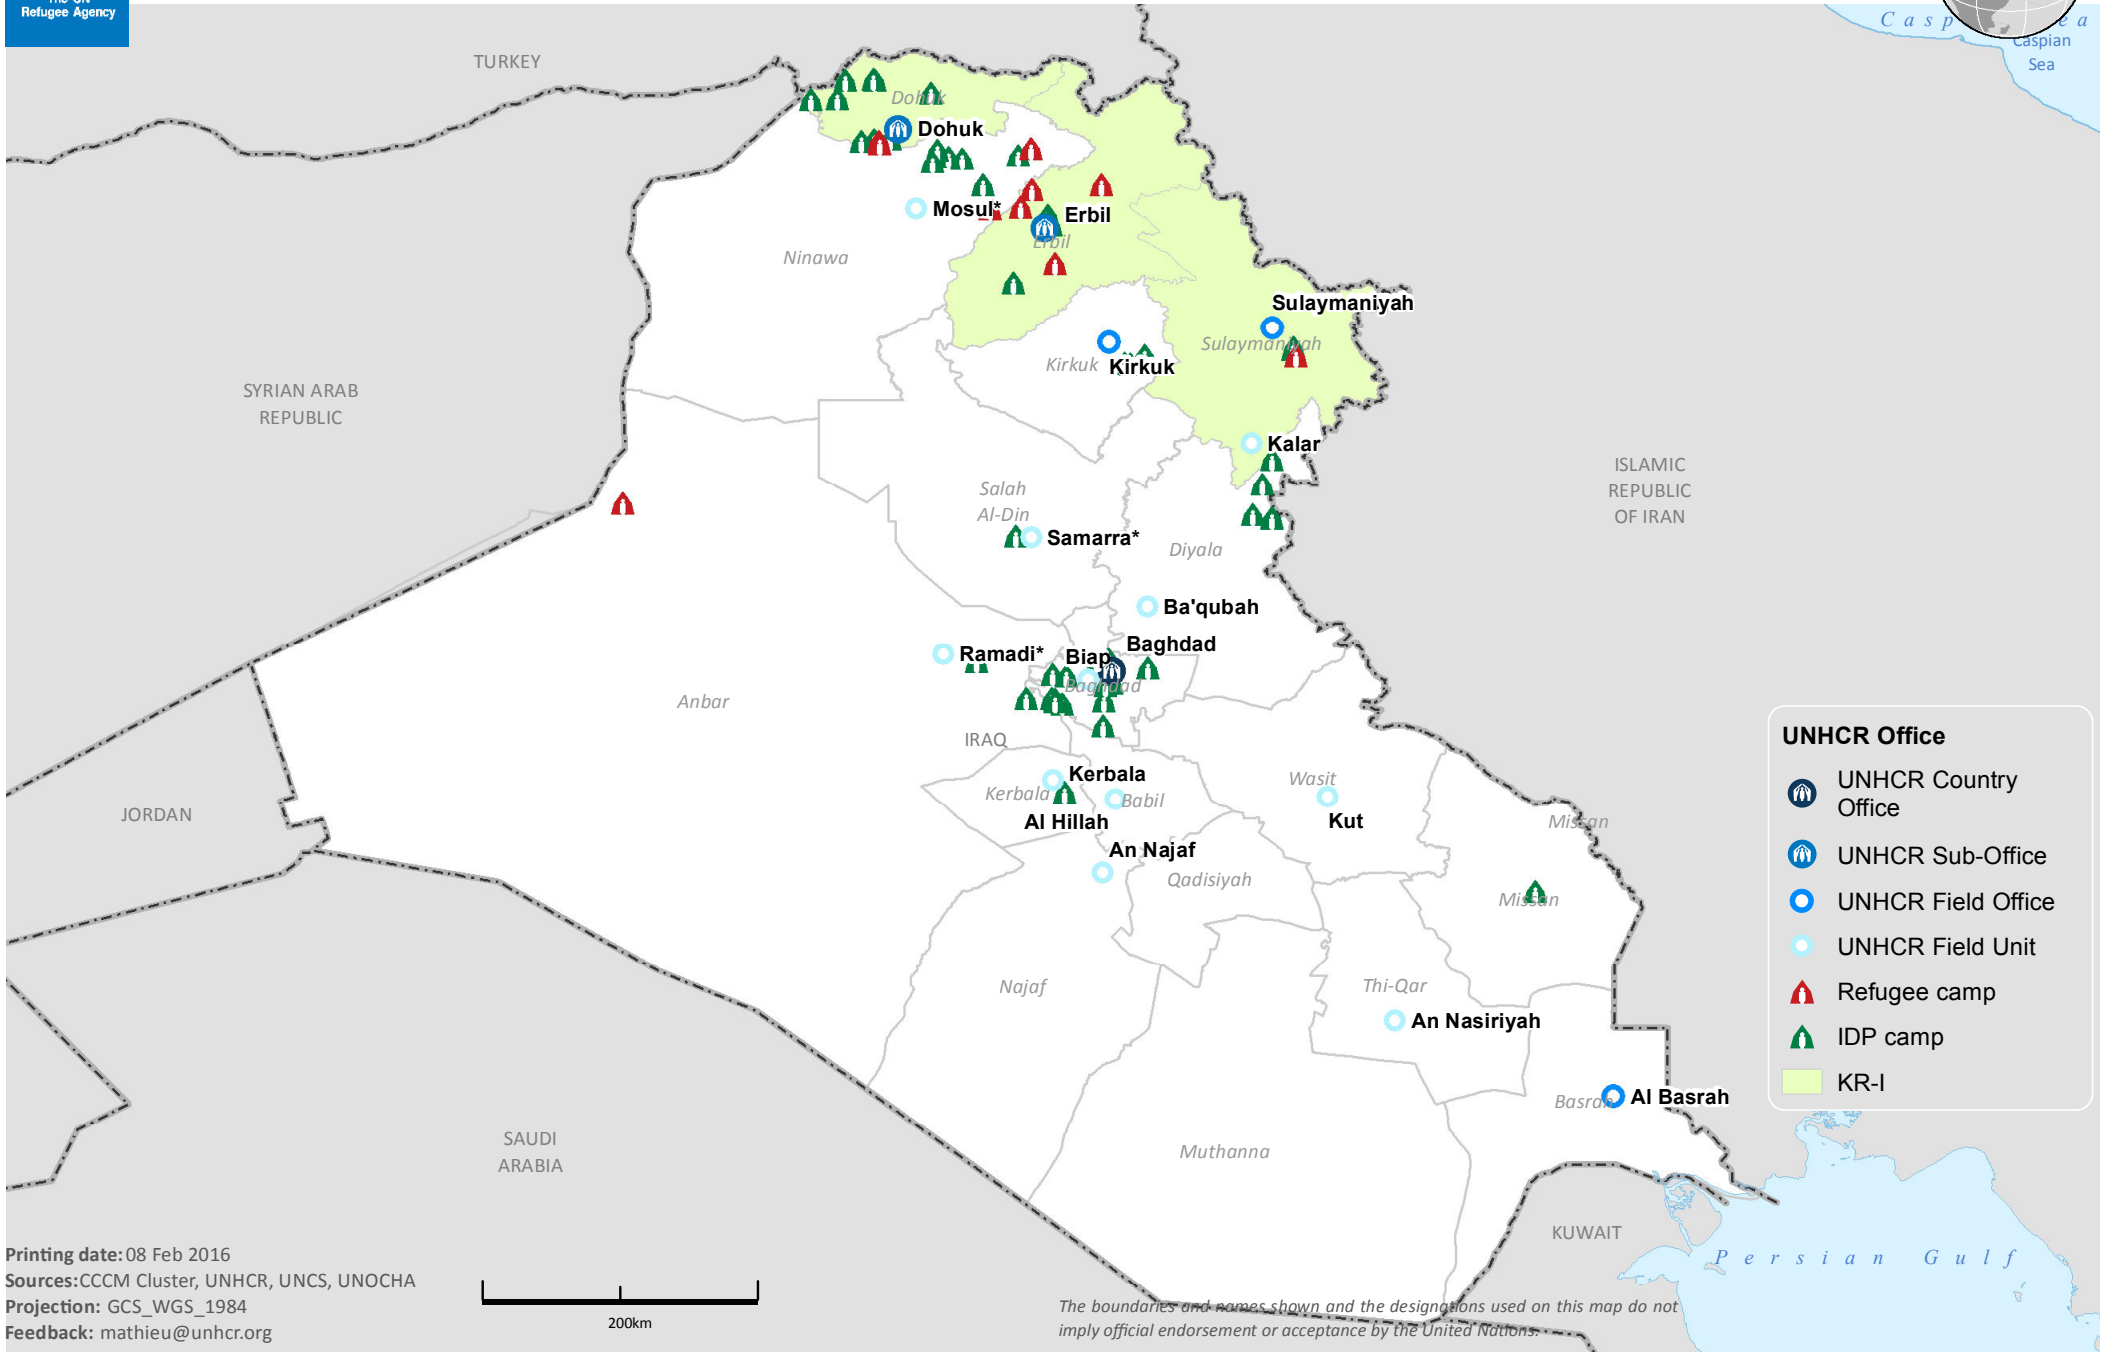 The UN
Refugee Agency
Casp ea
Caspian
Sea
TURKEY
Dohuk
Dohuk
Mosul*
Erbil
Erbil
Ninawa
Sulaymaniyah
Sulaymaniyah
Kirkuk
Kirkuk
SYRIAN ARAB
REPUBLIC
Kalar
ISLAMIC
REPUBLIC
OF IRAN
Salah
Al-Din
Samarra*
Diyala
Ba'qubah
Baghdad
Ramadi*
Biap
Baghdad
Anbar
IRAQ
Kerbala
Kerbala
Babil
Al Hillah
Wasit
Kut
Missan
Missan
An Najaf
Qadisiyah
JORDAN
Najaf
Thi-Qar
An Nasiriyah
Al Basrah
Basrah
Muthanna
SAUDI
ARABIA
KUWAIT
Persian Gulf
UNHCR Office
UNHCR Country
Office
UNHCR Sub-Office
UNHCR Field Office
UNHCR Field Unit
Refugee camp
IDP camp
KR-I
Printing date: 08 Feb 2016
Sources:CCCM Cluster, UNHCR, UNCS, UNOCHA
Projection: GCS_WGS_1984
Feedback: mathieu@unhcr.org
200km
The boundaries and names shown and the designations used on this map do not
imply official endorsement or acceptance by the United Nations.